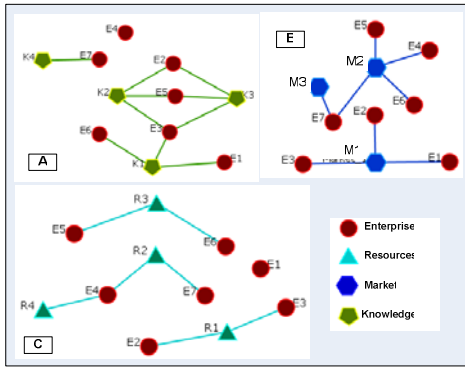 E4
K4
E7
E2
K2
E5
K3
E6
E3
K1
E1
A
E
E5
M2
E4
M3
E2
E6
E7
M1
E3
E1
R3
E5
E6
R2
E1
E4
E7
R4
E3
R1
E2
C
Enterprise
Resources
Market
Knowledge